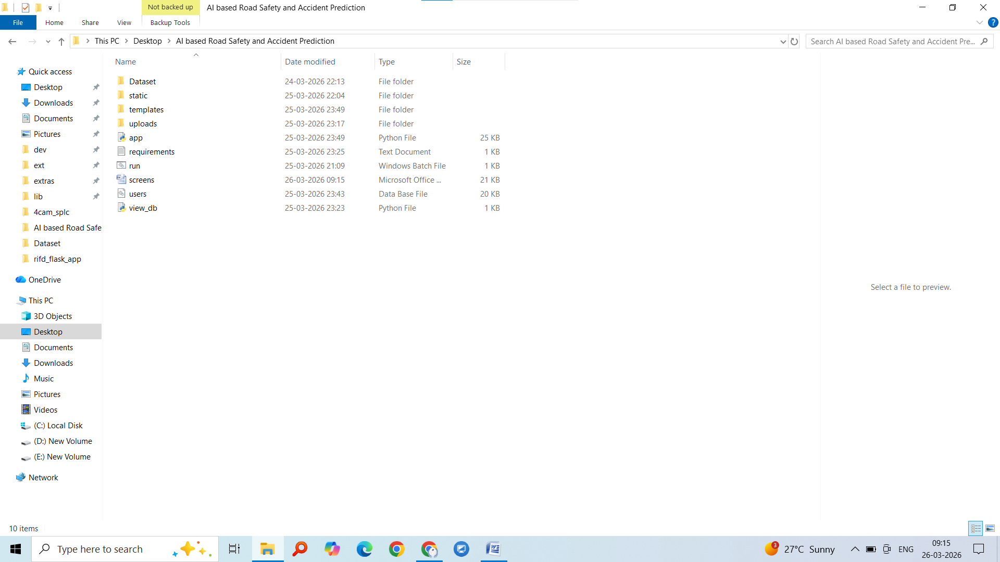 Not backed up
AI based Road Safety and Accident Prediction
File
Home
Share
View
Backup Tools
?
This PC
Desktop
AI based Road Safety and Accident Prediction
Search AI based Road Safety and Accident Pre...
Name
Date modified
Type
Size
Dataset 24-03-2026 22:13 File folder
static 25-03-2026 22:04 File folder
templates 25-03-2026 23:49 File folder
uploads 25-03-2026 23:17 File folder
app 25-03-2026 23:49 Python File 25 KB
requirements 25-03-2026 23:25 Text Document 1 KB
run 25-03-2026 21:09 Windows Batch File 1 KB
screens 26-03-2026 09:15 Microsoft Office ... 21 KB
users 25-03-2026 23:43 Data Base File 20 KB
view_db 25-03-2026 23:23 Python File 1 KB
Quick access
Desktop
Downloads
Documents
Pictures
dev
ext
extras
lib
4cam_splc
AI based Road Safe
Dataset
rifd_flask_app
OneDrive
This PC
3D Objects
Desktop
Documents
Downloads
Music
Pictures
Videos
(C:) Local Disk
(D:) New Volume
(E:) New Volume
Network
Select a file to preview.
10 items
Type here to search
3
27°C Sunny
ENG
09:15
26-03-2026